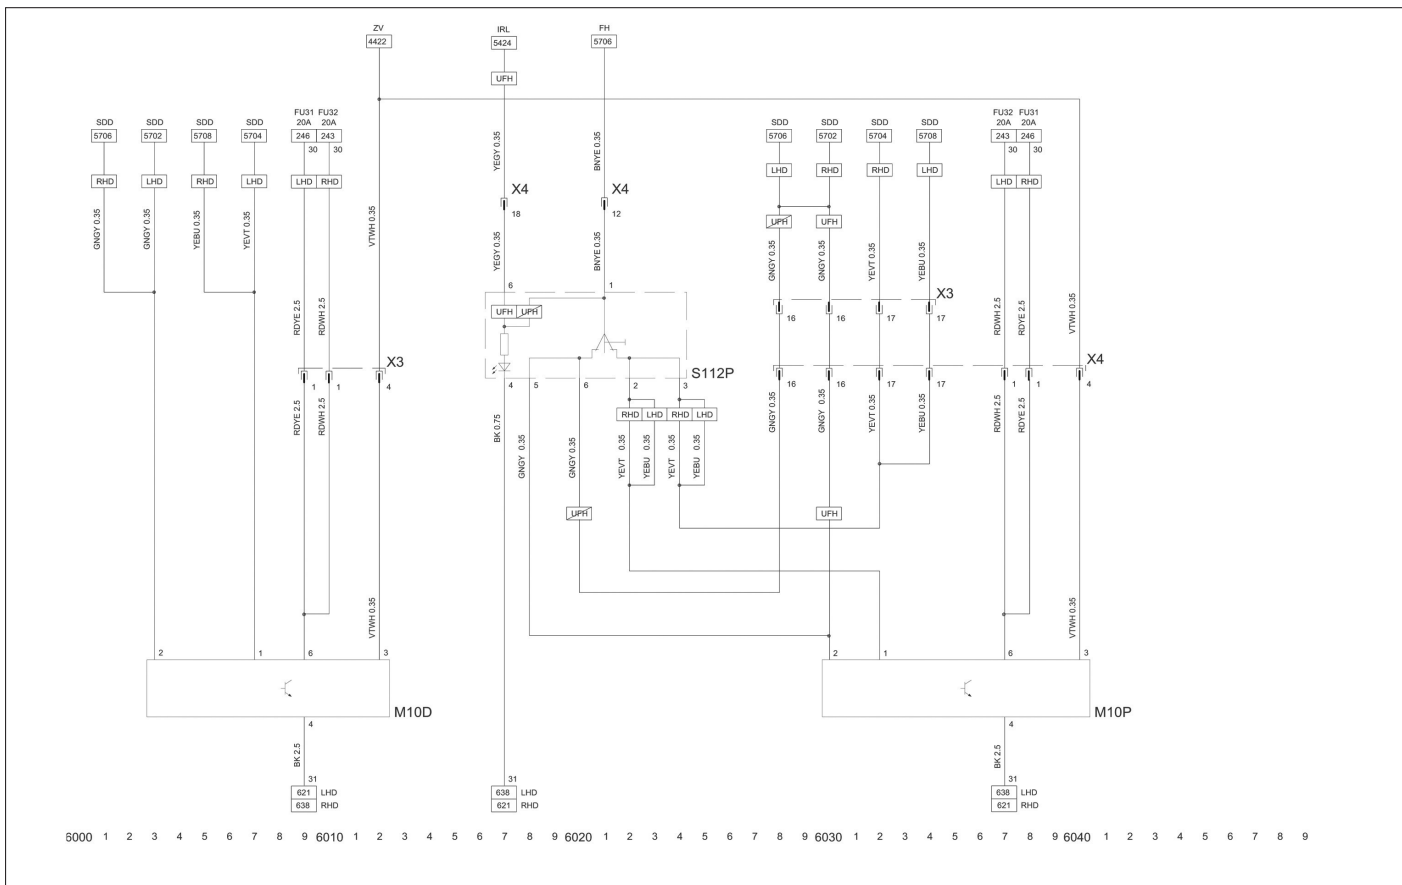 ZV
4422
IRL
5424
FH
5706
UFH
SDD SDD SDD SDD FU31 20A FU32 20A
5706 5702 5708 5704 246 243
30 30
RHD LHD RHD LHD LHD RHD
GNGY 0.35
GNGY 0.35
YEBU 0.35
YEVT 0.35
RDYE 2.5
RDWH 2.5
VTWH 0.35
X3
1 1 4
RDYE 2.5
RDWH 2.5
VTWH 0.35
2 1 6 3
M10D
4
BK 2.5
31
621 LHD
638 RHD
YEGY 0.35
BNYE 0.35
X4
18
X4
12
YEGY 0.35
BNYE 0.35
6 1
UFH UFH
S112P
4 5 6 2 3
RHD LHD RHD LHD
BK 0.75
GNGY 0.35
GNGY 0.35
YEVT 0.35
YEBU 0.35
YEVT 0.35
YEBU 0.35
UFH
31
638 LHD
621 RHD
SDD SDD SDD SDD FU32 20A FU31 20A
5706 5702 5704 5708 243 246
30 30
LHD RHD RHD LHD LHD RHD
UFH UFH
GNGY 0.35
GNGY 0.35
YEVT 0.35
YEBU 0.35
RDWH 2.5
RDYE 2.5
VTWH 0.35
X3
16 16 17 17
X4
16 16 17 17 1 1 4
GNGY 0.35
GNGY 0.35
YEVT 0.35
YEBU 0.35
RDWH 2.5
RDYE 2.5
UFH
VTWH 0.35
2 1 6 3
M10P
4
BK 2.5
31
638 LHD
621 RHD
6000 1 2 3 4 5 6 7 8 9 6010 1 2 3 4 5 6 7 8 9 6020 1 2 3 4 5 6 7 8 9 6030 1 2 3 4 5 6 7 8 9 6040 1 2 3 4 5 6 7 8 9